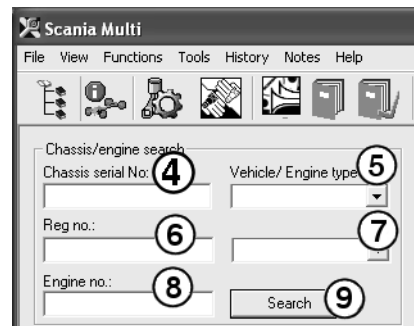 Scania Multi
File View Functions Tools History Notes Help
Chassis/engine search
Chassis serial No: 4 Vehicle/ Engine type 5
Reg no.: 6 7
Engine no.: 8
Search 9